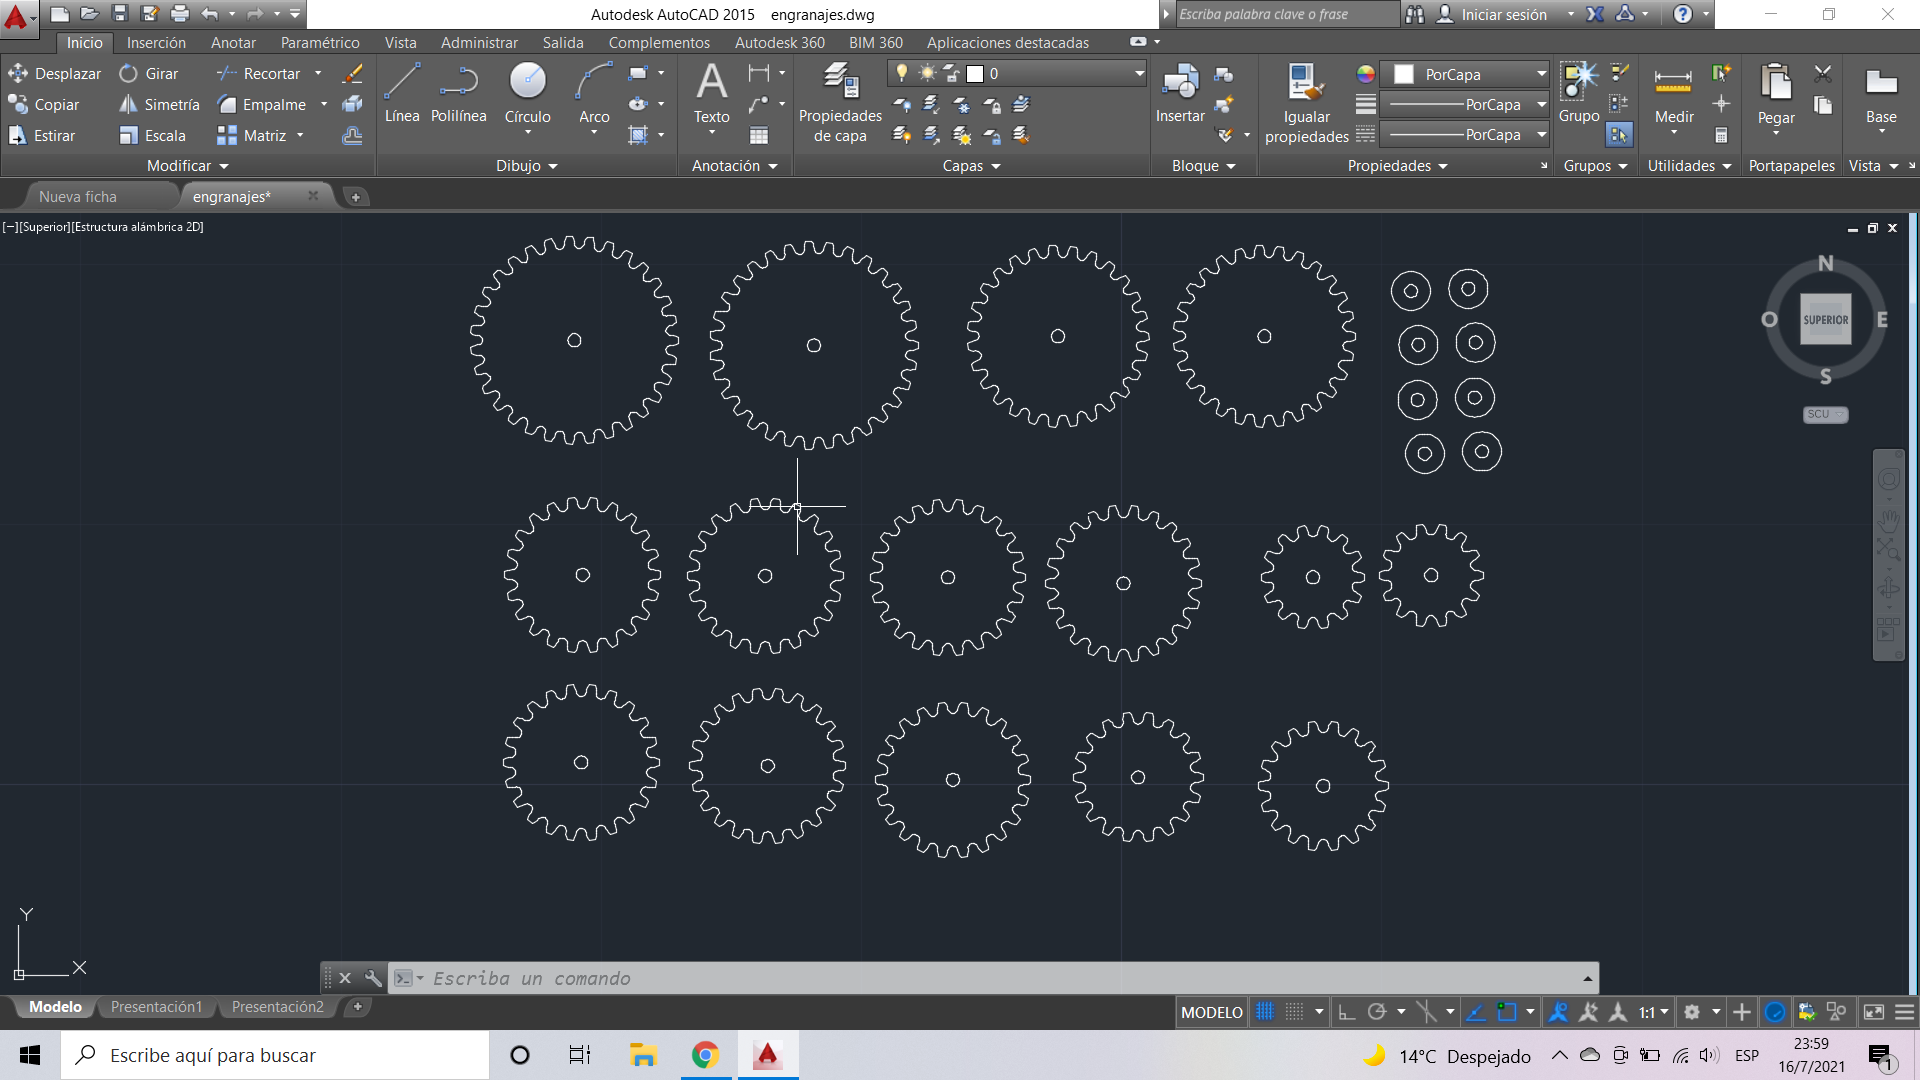 Autodesk AutoCAD 2015    engranajes.dwg
Escriba palabra clave o frase
Iniciar sesión
Inicio
Inserción
Anotar
Paramétrico
Vista
Administrar
Salida
Complementos
Autodesk 360
BIM 360
Aplicaciones destacadas
Desplazar
Girar
Recortar
Copiar
Simetría
Empalme
Estirar
Escala
Matriz
Modificar
Línea
Polilínea
Círculo
Arco
Dibujo
Texto
Anotación
Propiedades
de capa
0
Capas
Insertar
Bloque
Igualar
propiedades
PorCapa
PorCapa
PorCapa
Propiedades
Grupo
Grupos
Medir
Utilidades
Pegar
Portapapeles
Base
Vista
Nueva ficha
engranajes*
[−][Superior][Estructura alámbrica 2D]
N
O
SUPERIOR
E
S
SCU
Y
X
Escriba un comando
Modelo
Presentación1
Presentación2
MODELO
1:1
Escribe aquí para buscar
14°C
Despejado
ESP
23:59
16/7/2021
1